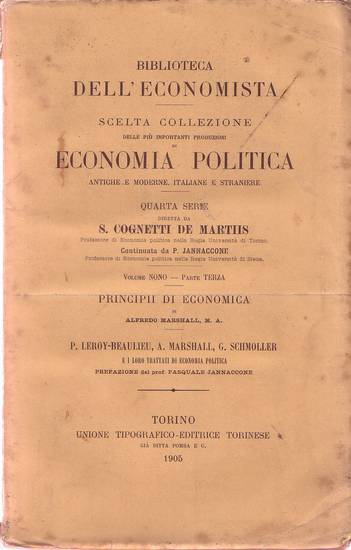 BIBLIOTECA
DELL'ECONOMISTA
SCELTA COLLEZIONE
DELLE PIÙ IMPORTANTI PRODUZIONI
DI
ECONOMIA POLITICA
ANTICHE E MODERNE, ITALIANE E STRANIERE
QUARTA SERIE
DIRETTA DA
S. COGNETTI DE MARTIIS
Professore di Economia politica nella Regia Università di Torino.
Continuata da P. JANNACCONE
Professore di Economia politica nella Regia Università di Siena.
VOLUME NONO — PARTE TERZA
PRINCIPII DI ECONOMICA
DI
ALFREDO MARSHALL, M. A.
P. LEROY-BEAULIEU, A. MARSHALL, G. SCHMOLLER
E I LORO TRATTATI DI ECONOMIA POLITICA
PREFAZIONE del prof. PASQUALE JANNACCONE
TORINO
UNIONE TIPOGRAFICO-EDITRICE TORINESE
GIÀ DITTA POMBA E C.
1905